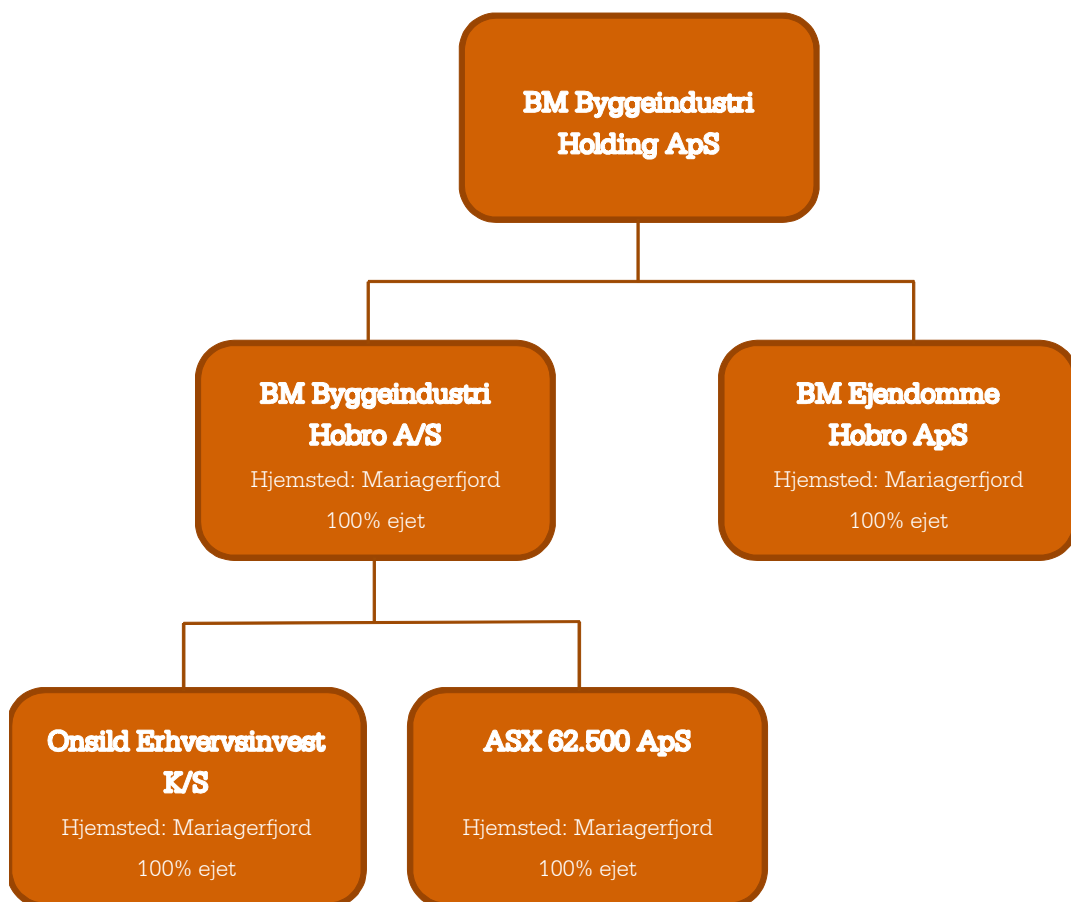 BM Byggeindustri
Holding ApS
BM Byggeindustri
Hobro A/S
Hjemsted: Mariagerfjord
100% ejet
BM Ejendomme
Hobro ApS
Hjemsted: Mariagerfjord
100% ejet
Onsild Erhvervsinvest
K/S
Hjemsted: Mariagerfjord
100% ejet
ASX 62.500 ApS
Hjemsted: Mariagerfjord
100% ejet